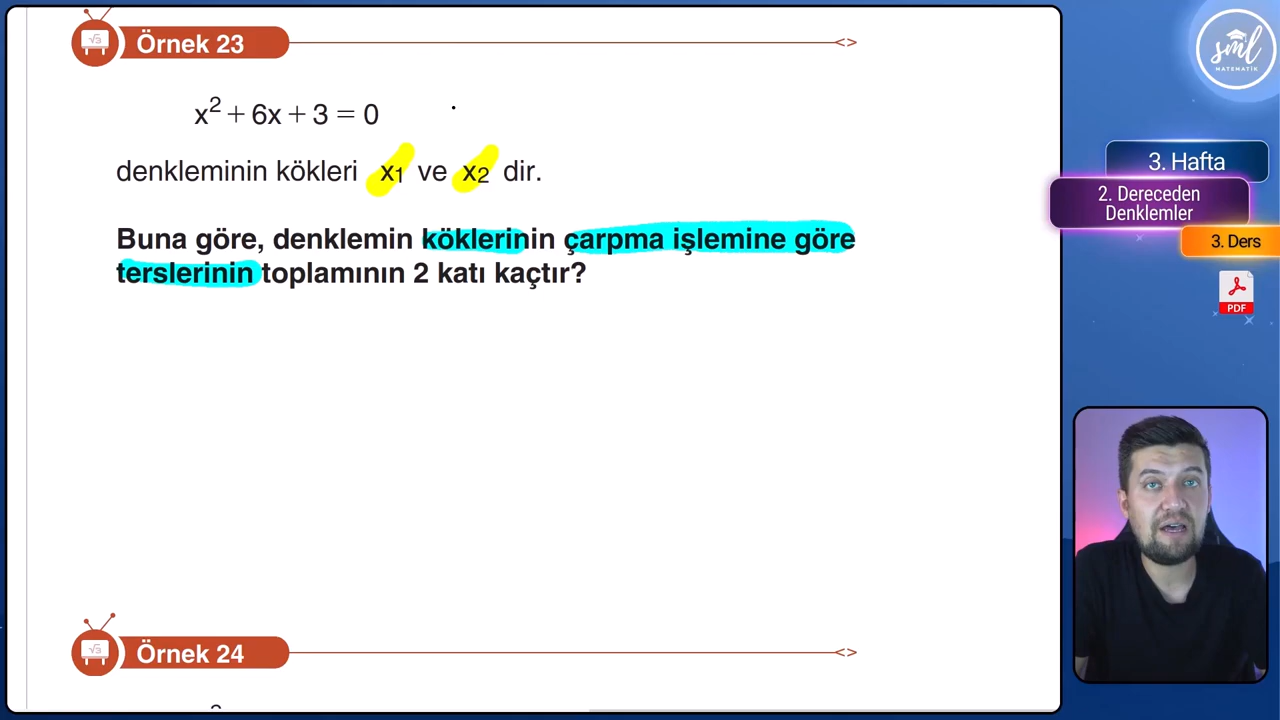 Örnek 23
x² + 6x + 3 = 0
denkleminin kökleri x₁ ve x₂ dir.
Buna göre, denklemin köklerinin çarpma işlemine göre
terslerinin toplamının 2 katı kaçtır?
Örnek 24
sml
MATEMATİK
3. Hafta
2. Dereceden
Denklemler
3. Ders
PDF